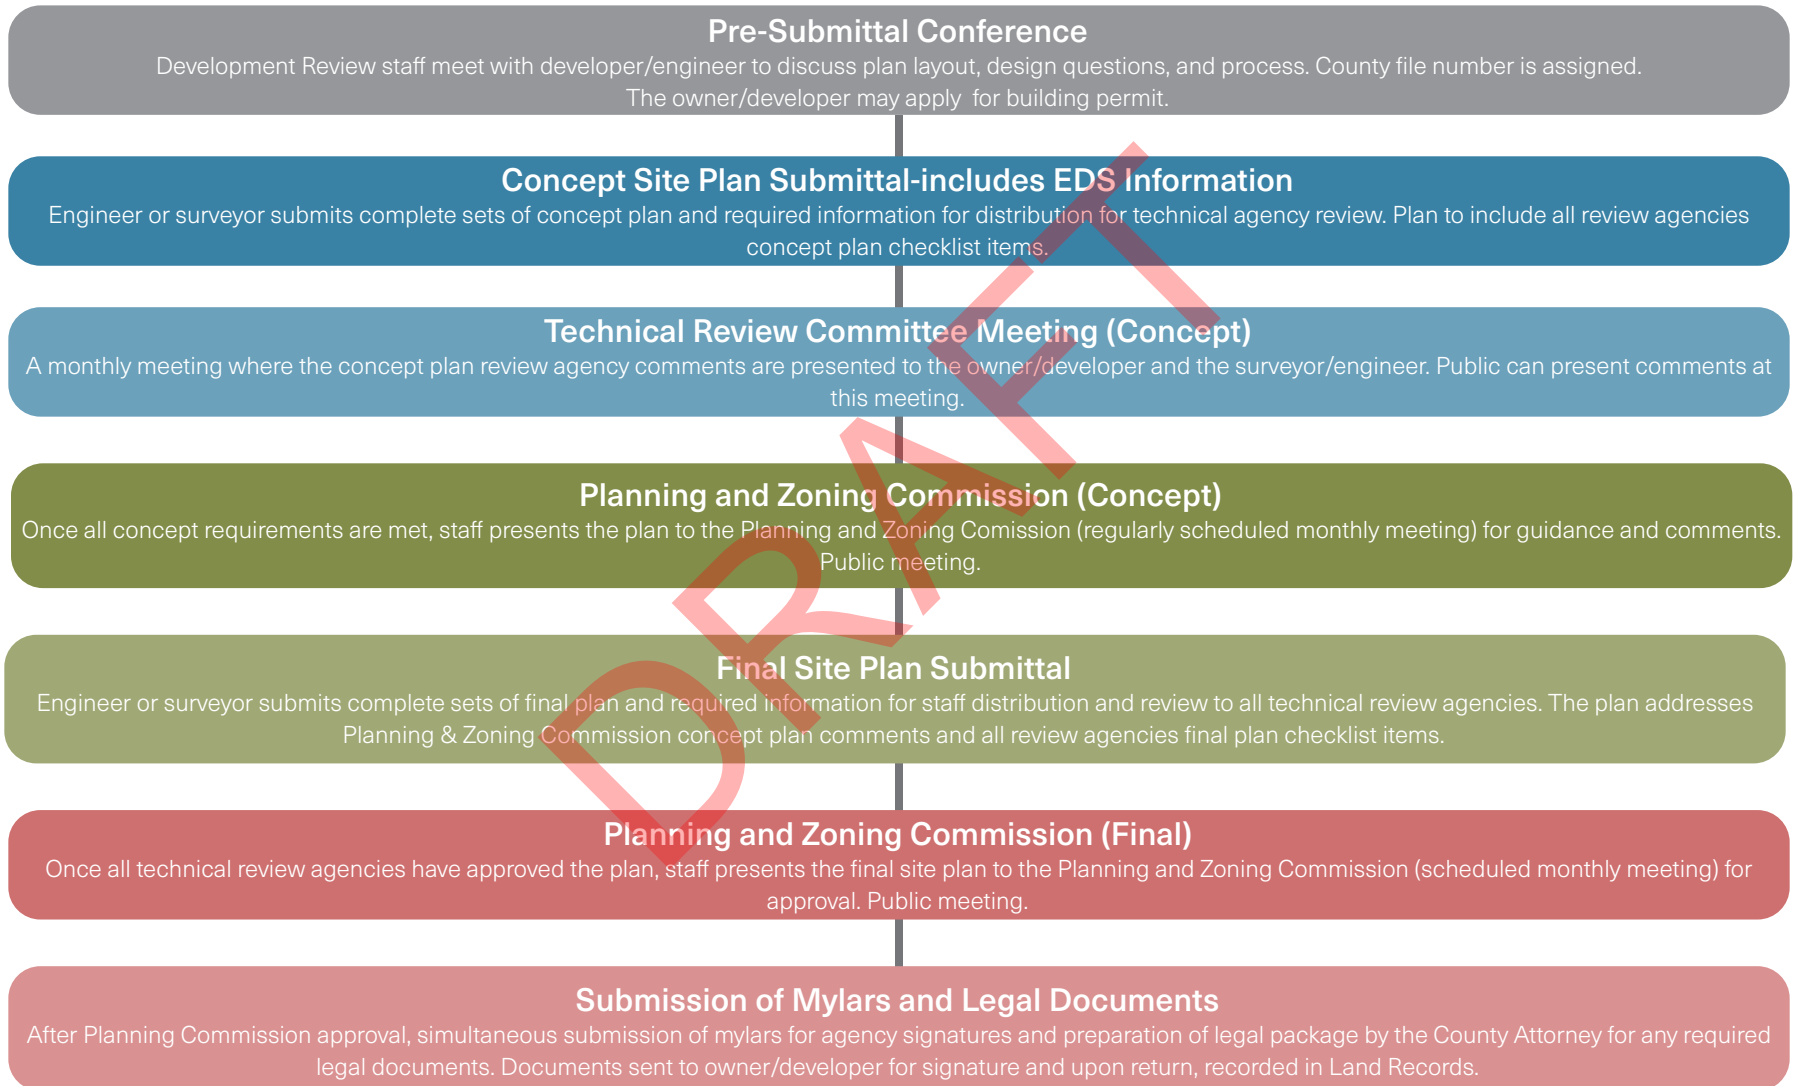 Pre-Submittal Conference
Development Review staff meet with developer/engineer to discuss plan layout, design questions, and process. County file number is assigned.
The owner/developer may apply for building permit.
Concept Site Plan Submittal-includes EDS Information
Engineer or surveyor submits complete sets of concept plan and required information for distribution for technical agency review. Plan to include all review agencies
concept plan checklist items.
Technical Review Committee Meeting (Concept)
A monthly meeting where the concept plan review agency comments are presented to the owner/developer and the surveyor/engineer. Public can present comments at
this meeting.
Planning and Zoning Commission (Concept)
Once all concept requirements are met, staff presents the plan to the Planning and Zoning Comission (regularly scheduled monthly meeting) for guidance and comments.
Public meeting.
Final Site Plan Submittal
Engineer or surveyor submits complete sets of final plan and required information for staff distribution and review to all technical review agencies. The plan addresses
Planning & Zoning Commission concept plan comments and all review agencies final plan checklist items.
Planning and Zoning Commission (Final)
Once all technical review agencies have approved the plan, staff presents the final site plan to the Planning and Zoning Commission (scheduled monthly meeting) for
approval. Public meeting.
Submission of Mylars and Legal Documents
After Planning Commission approval, simultaneous submission of mylars for agency signatures and preparation of legal package by the County Attorney for any required
legal documents. Documents sent to owner/developer for signature and upon return, recorded in Land Records.
DRAFT